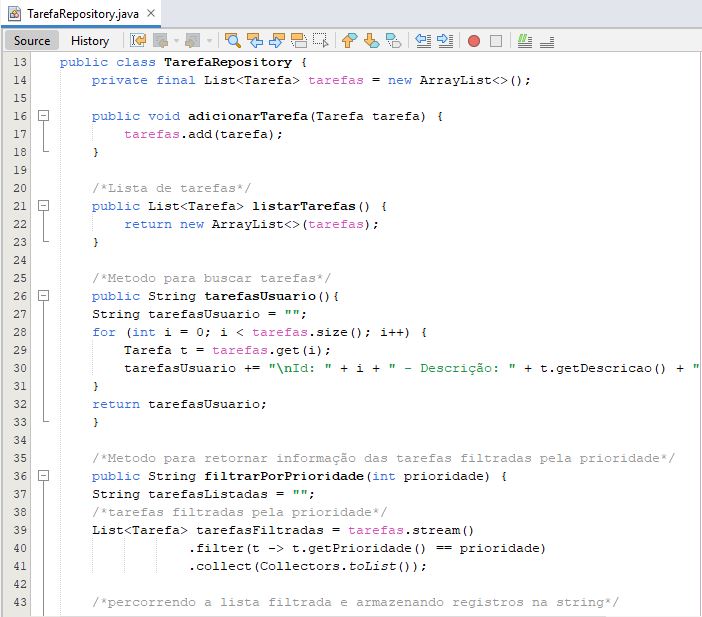 TarefaRepository.java
Source History
13 public class TarefaRepository {
14 private final List<Tarefa> tarefas = new ArrayList<>();
15
16 public void adicionarTarefa(Tarefa tarefa) {
17 tarefas.add(tarefa);
18 }
19
20 /*Lista de tarefas*/
21 public List<Tarefa> listarTarefas() {
22 return new ArrayList<>(tarefas);
23 }
24
25 /*Metodo para buscar tarefas*/
26 public String tarefasUsuario(){
27 String tarefasUsuario = "";
28 for (int i = 0; i < tarefas.size(); i++) {
29 Tarefa t = tarefas.get(i);
30 tarefasUsuario += "\nId: " + i + " - Descrição: " + t.getDescricao() + "
31 }
32 return tarefasUsuario;
33 }
34
35 /*Metodo para retornar informação das tarefas filtradas pela prioridade*/
36 public String filtrarPorPrioridade(int prioridade) {
37 String tarefasListadas = "";
38 /*tarefas filtradas pela prioridade*/
39 List<Tarefa> tarefasFiltradas = tarefas.stream()
40 .filter(t -> t.getPrioridade() == prioridade)
41 .collect(Collectors.toList());
42
43 /*percorrendo a lista filtrada e armazenando registros na string*/